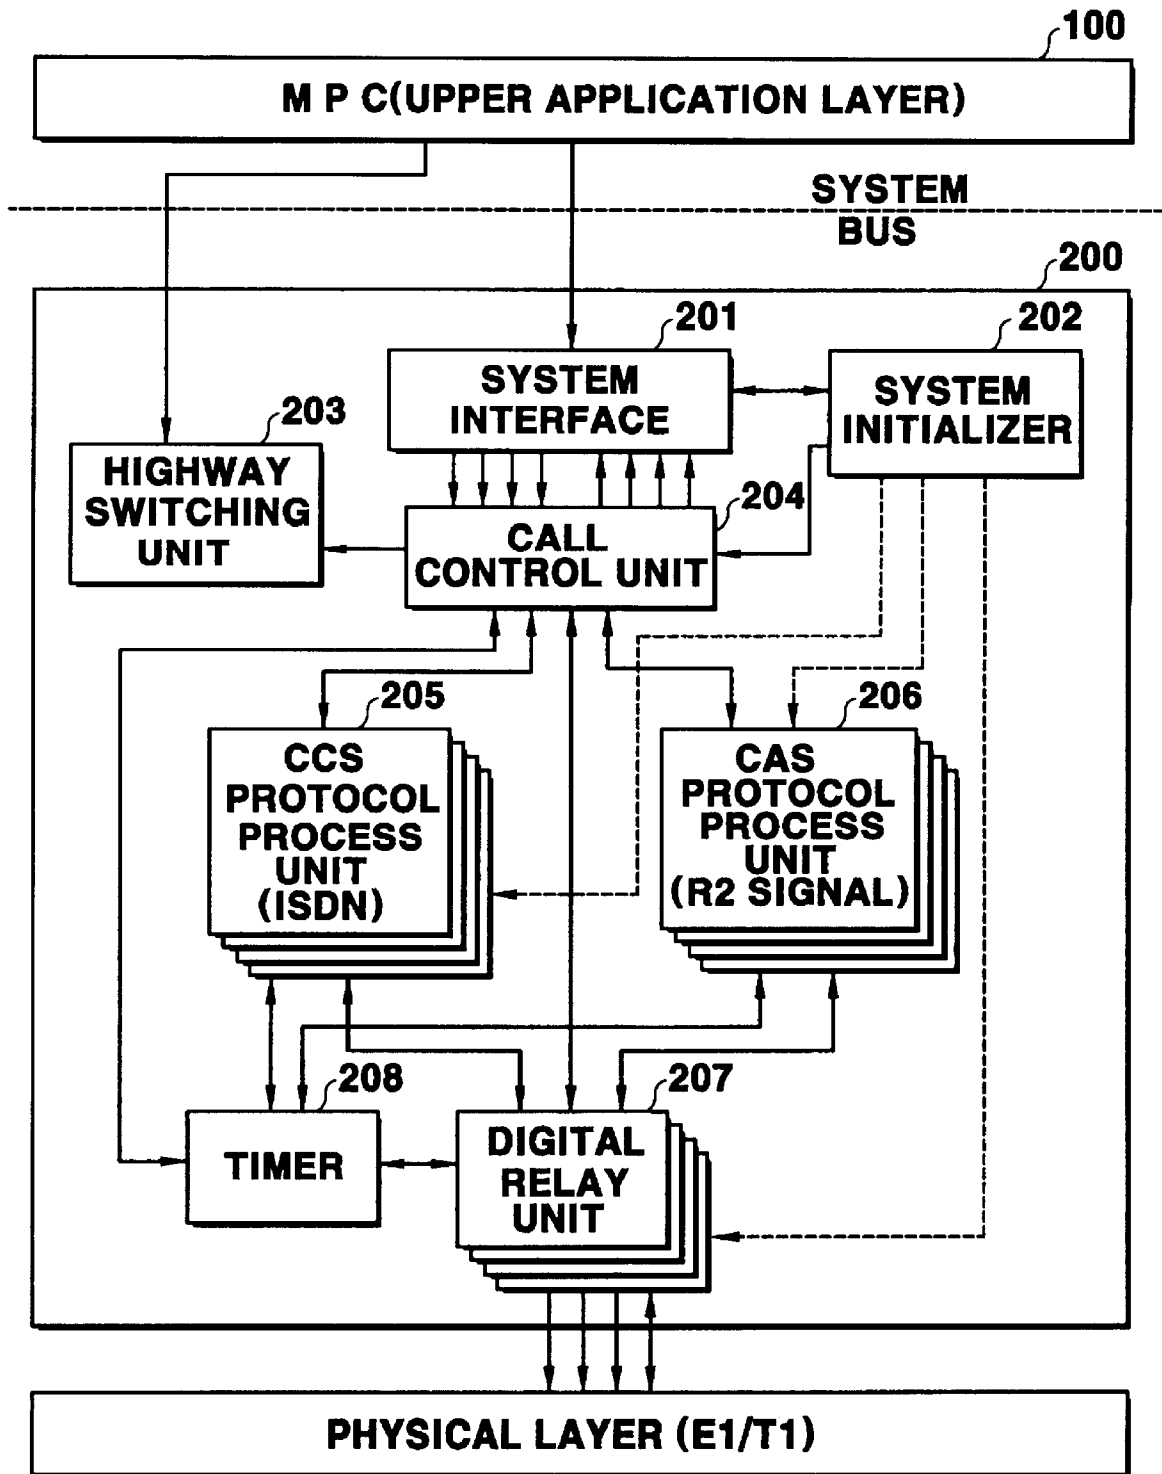 100
M P C(UPPER APPLICATION LAYER)
SYSTEM
BUS
200
201
202
SYSTEM
INTERFACE
SYSTEM
INITIALIZER
203
HIGHWAY
SWITCHING
UNIT
204
CALL
CONTROL UNIT
205
206
CCS
PROTOCOL
PROCESS
UNIT
(ISDN)
CAS
PROTOCOL
PROCESS
UNIT
(R2 SIGNAL)
208
207
TIMER
DIGITAL
RELAY
UNIT
PHYSICAL LAYER (E1/T1)